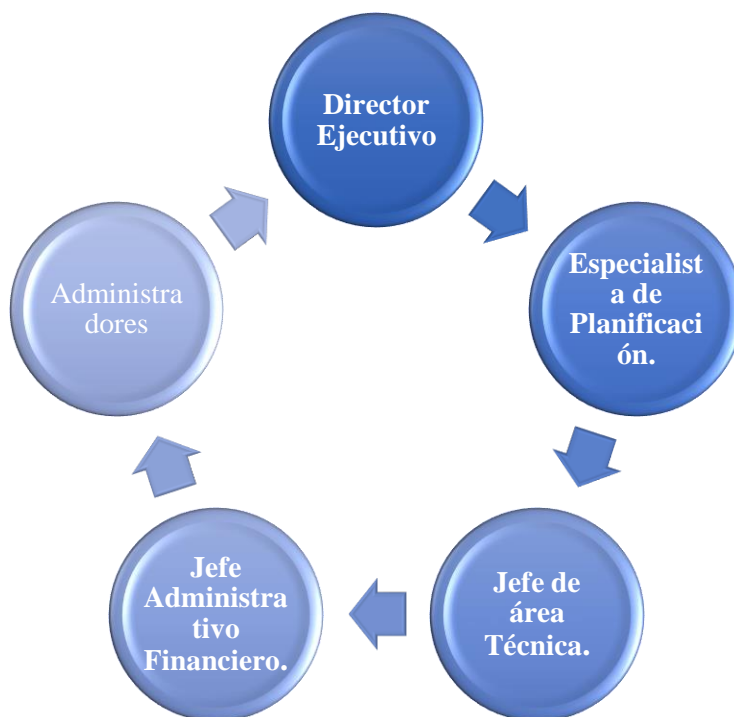 Director
Ejecutivo
Especialist
a de
Planificaci
ón.
Jefe de
área
Técnica.
Jefe
Administra
tivo
Financiero.
Administra
dores